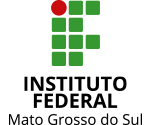 INSTITUTO
FEDERAL
Mato Grosso do Sul